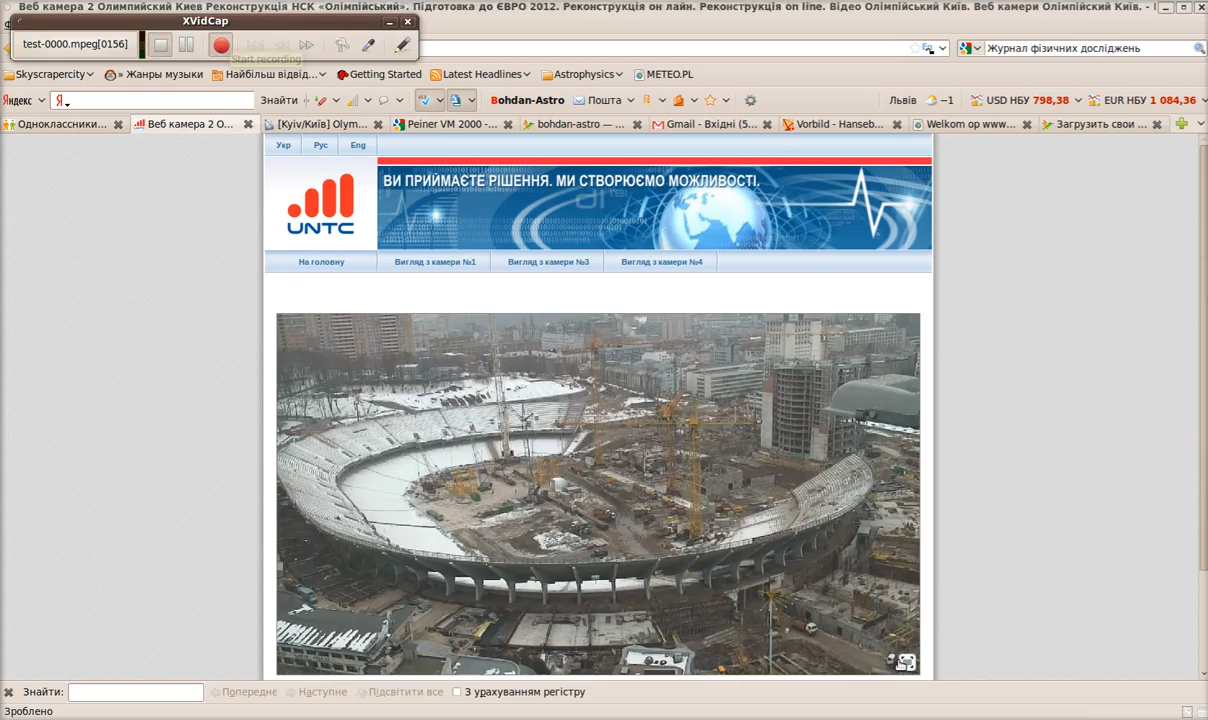 Веб камера 2 Олимпийский Киев Реконструкція НСК «Олімпійський». Підготовка до ЄВРО 2012. Реконструкція он лайн. Реконструкція on line. Відео Олімпійський Київ. Веб камери Олімпійский Київ. -
XVidCap
test-0000.mpeg[0156]
Start recording
Журнал фізичних досліджень
Skyscrapercity
» Жанры музыки
Найбільш відвід...
Getting Started
Latest Headlines
Astrophysics
METEO.PL
Яндекс
Я
Знайти
Bohdan-Astro
Пошта
Львів
−1
USD НБУ 798,38
EUR НБУ 1 084,36
Одноклассники...
Веб камера 2 О...
[Kyiv/Київ] Olym...
Peiner VM 2000 -...
bohdan-astro — ...
Gmail - Вхідні (5...
Vorbild - Hanseb...
Welkom op www...
Загрузить свои ...
Укр
Рус
Eng
UNTC
ВИ ПРИЙМАЄТЕ РІШЕННЯ. МИ СТВОРЮЄМО МОЖЛИВОСТІ.
На головну
Вигляд з камери №1
Вигляд з камери №3
Вигляд з камери №4
Знайти:
Попереднє
Наступне
Підсвітити все
З урахуванням регістру
Зроблено